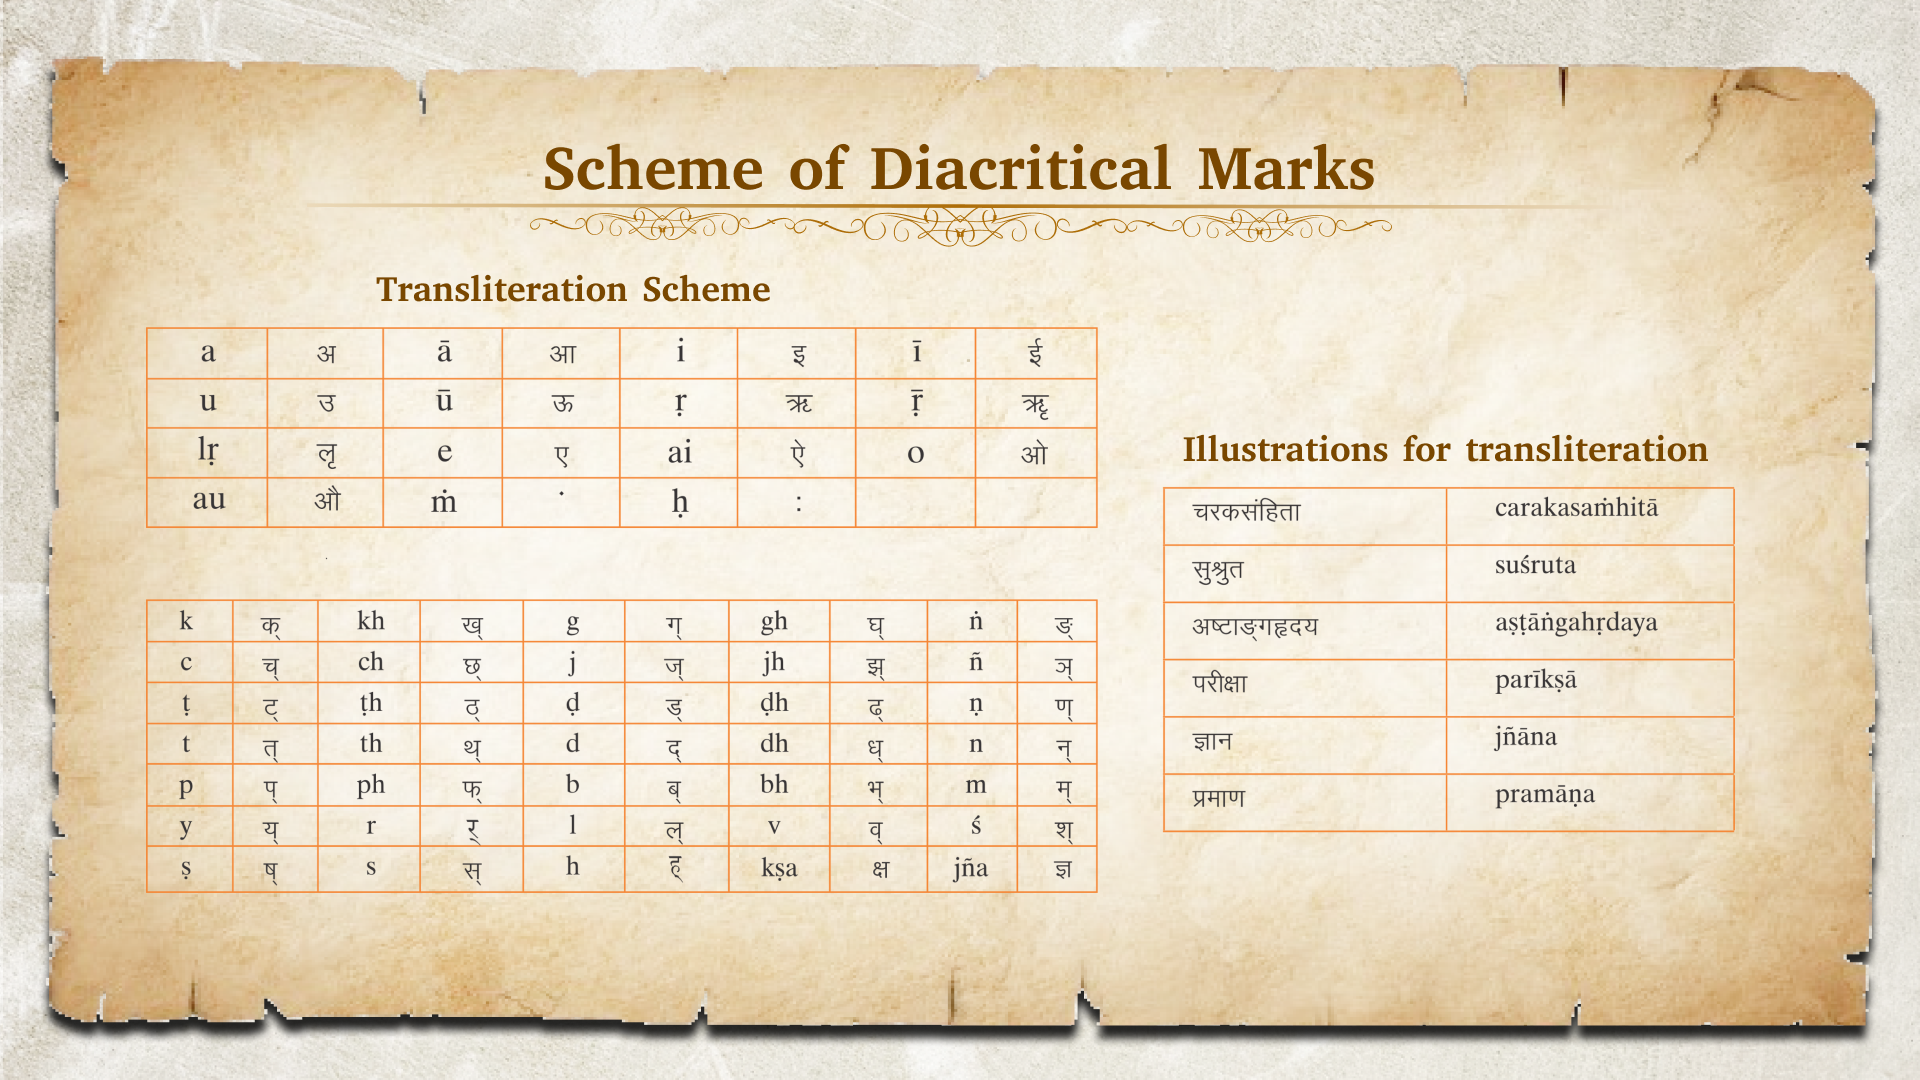 Scheme of Diacritical Marks
Transliteration Scheme
a अ ā आ i इ ī ई
u उ ū ऊ ṛ ऋ ṝ ॠ
lṛ लृ e ए ai ऐ o ओ
au औ ṁ ं ḥ :
k क् kh ख् g ग् gh घ् ṅ ङ्
c च् ch छ् j ज् jh झ् ñ ञ्
ṭ ट् ṭh ठ् ḍ ड् ḍh ढ् ṇ ण्
t त् th थ् d द् dh ध् n न्
p प् ph फ् b ब् bh भ् m म्
y य् r र् l ल् v व् ś श्
ṣ ष् s स् h ह् kṣa क्ष jña ज्ञ
Illustrations for transliteration
चरकसंहिता carakasaṁhitā
सुश्रुत suśruta
अष्टाङ्गहृदय aṣṭāṅgahṛdaya
परीक्षा parīkṣā
ज्ञान jñāna
प्रमाण pramāṇa